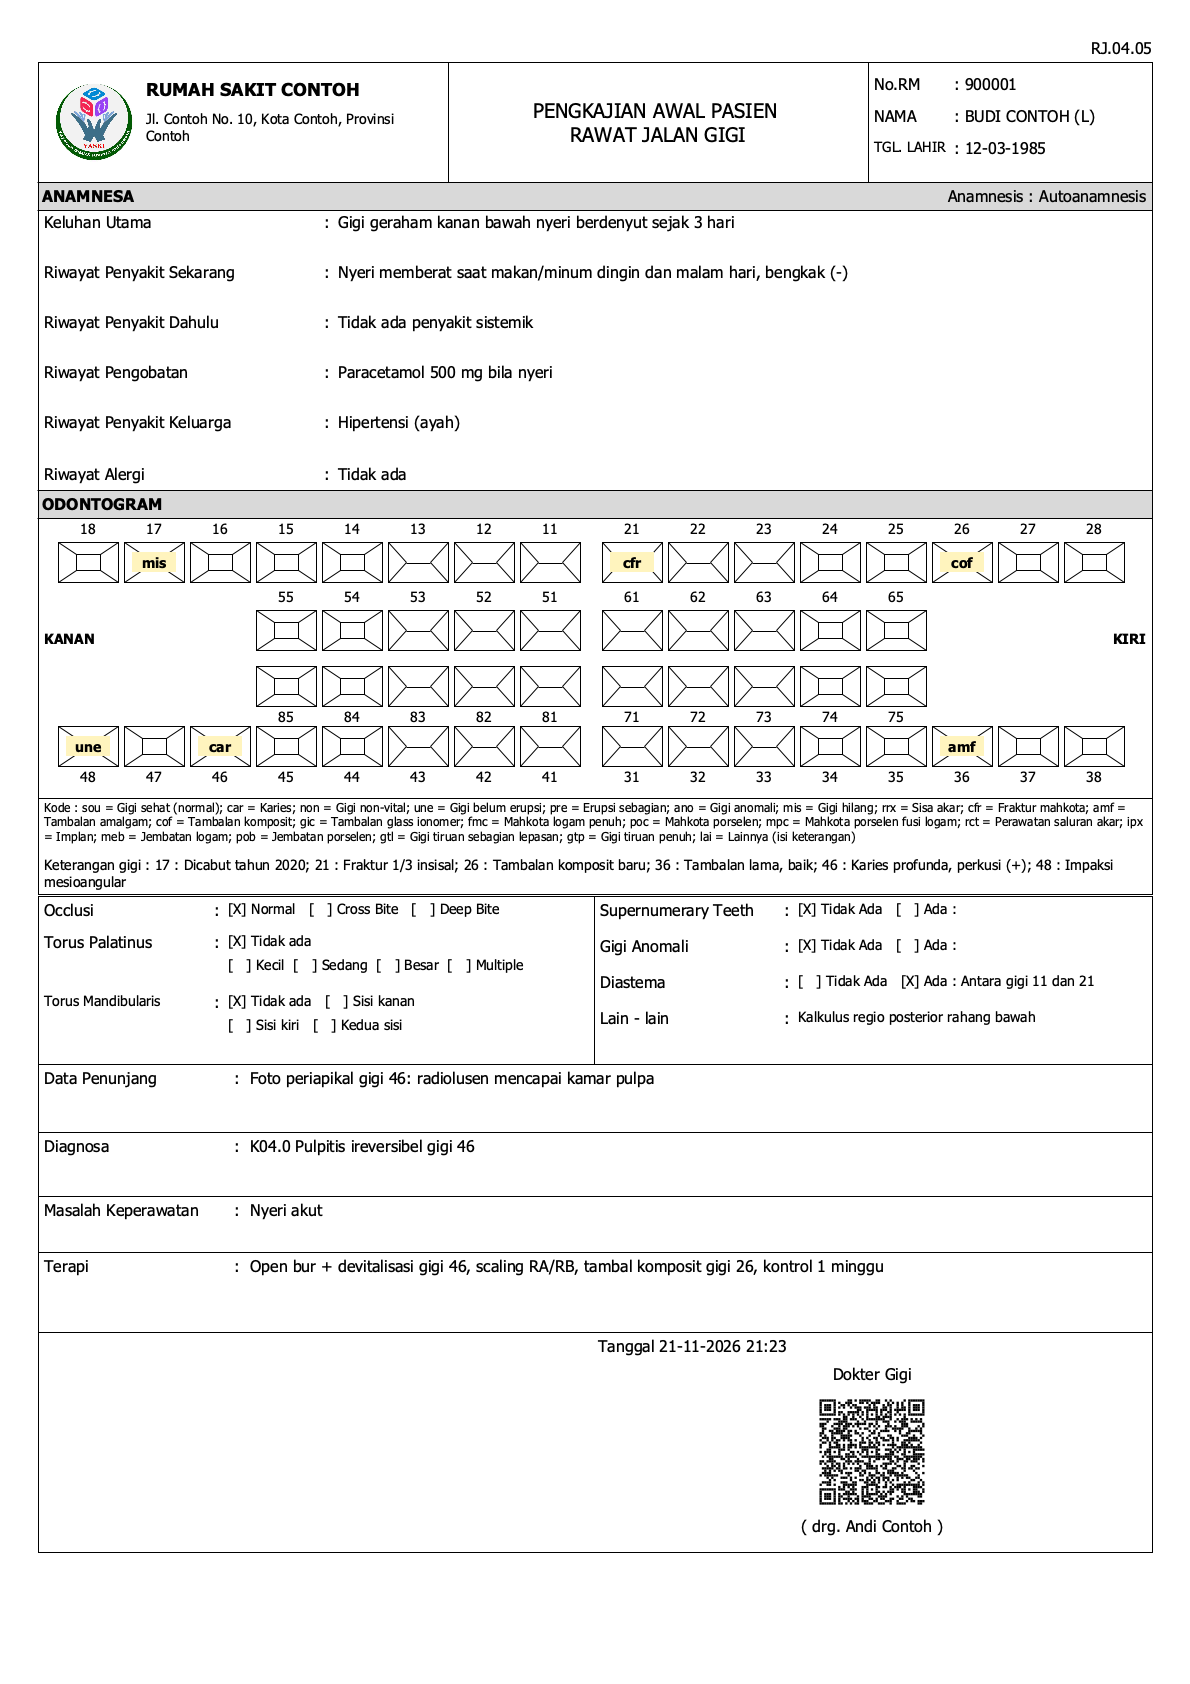 RJ.04.05
RUMAH SAKIT CONTOH
Jl. Contoh No. 10, Kota Contoh, Provinsi
Contoh
YANKI
PENGKAJIAN AWAL PASIEN
RAWAT JALAN GIGI
No.RM : 900001
NAMA : BUDI CONTOH (L)
TGL. LAHIR : 12-03-1985
ANAMNESA Anamnesis : Autoanamnesis
Keluhan Utama : Gigi geraham kanan bawah nyeri berdenyut sejak 3 hari
Riwayat Penyakit Sekarang : Nyeri memberat saat makan/minum dingin dan malam hari, bengkak (-)
Riwayat Penyakit Dahulu : Tidak ada penyakit sistemik
Riwayat Pengobatan : Paracetamol 500 mg bila nyeri
Riwayat Penyakit Keluarga : Hipertensi (ayah)
Riwayat Alergi : Tidak ada
ODONTOGRAM
18 17 16 15 14 13 12 11 21 22 23 24 25 26 27 28
mis cfr cof
55 54 53 52 51 61 62 63 64 65
KANAN KIRI
85 84 83 82 81 71 72 73 74 75
une car amf
48 47 46 45 44 43 42 41 31 32 33 34 35 36 37 38
Kode : sou = Gigi sehat (normal); car = Karies; non = Gigi non-vital; une = Gigi belum erupsi; pre = Erupsi sebagian; ano = Gigi anomali; mis = Gigi hilang; rrx = Sisa akar; cfr = Fraktur mahkota; amf =
Tambalan amalgam; cof = Tambalan komposit; gic = Tambalan glass ionomer; fmc = Mahkota logam penuh; poc = Mahkota porselen; mpc = Mahkota porselen fusi logam; rct = Perawatan saluran akar; ipx
= Implan; meb = Jembatan logam; pob = Jembatan porselen; gtl = Gigi tiruan sebagian lepasan; gtp = Gigi tiruan penuh; lai = Lainnya (isi keterangan)
Keterangan gigi : 17 : Dicabut tahun 2020; 21 : Fraktur 1/3 insisal; 26 : Tambalan komposit baru; 36 : Tambalan lama, baik; 46 : Karies profunda, perkusi (+); 48 : Impaksi
mesioangular
Occlusi : [X] Normal [ ] Cross Bite [ ] Deep Bite
Torus Palatinus : [X] Tidak ada
[ ] Kecil [ ] Sedang [ ] Besar [ ] Multiple
Torus Mandibularis : [X] Tidak ada [ ] Sisi kanan
[ ] Sisi kiri [ ] Kedua sisi
Supernumerary Teeth : [X] Tidak Ada [ ] Ada :
Gigi Anomali : [X] Tidak Ada [ ] Ada :
Diastema : [ ] Tidak Ada [X] Ada : Antara gigi 11 dan 21
Lain - lain : Kalkulus regio posterior rahang bawah
Data Penunjang : Foto periapikal gigi 46: radiolusen mencapai kamar pulpa
Diagnosa : K04.0 Pulpitis ireversibel gigi 46
Masalah Keperawatan : Nyeri akut
Terapi : Open bur + devitalisasi gigi 46, scaling RA/RB, tambal komposit gigi 26, kontrol 1 minggu
Tanggal 21-11-2026 21:23
Dokter Gigi
( drg. Andi Contoh )